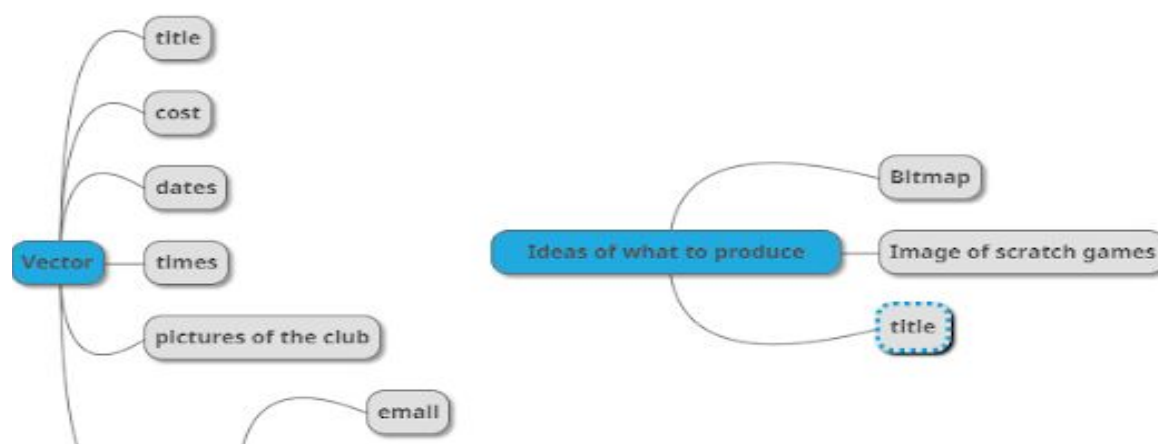 title
cost
dates
Vector
times
pictures of the club
email
Bitmap
Ideas of what to produce
Image of scratch games
title